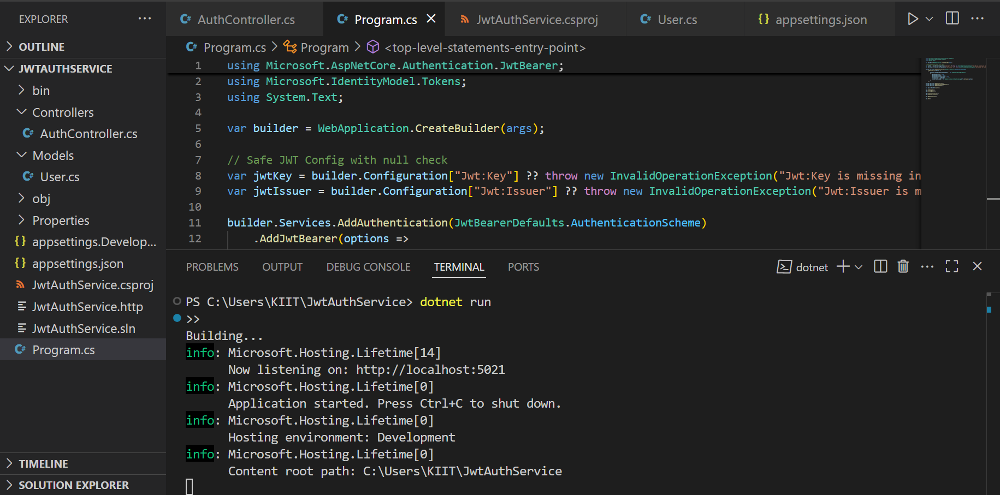 EXPLORER
OUTLINE
JWTAUTHSERVICE
bin
Controllers
C# AuthController.cs
Models
C# User.cs
obj
Properties
{} appsettings.Develop...
{} appsettings.json
JwtAuthService.csproj
JwtAuthService.http
JwtAuthService.sln
C# Program.cs
TIMELINE
SOLUTION EXPLORER
C# AuthController.cs C# Program.cs JwtAuthService.csproj C# User.cs {} appsettings.json
C# Program.cs > Program > <top-level-statements-entry-point>
1 using Microsoft.AspNetCore.Authentication.JwtBearer;
2 using Microsoft.IdentityModel.Tokens;
3 using System.Text;
4
5 var builder = WebApplication.CreateBuilder(args);
6
7 // Safe JWT Config with null check
8 var jwtKey = builder.Configuration["Jwt:Key"] ?? throw new InvalidOperationException("Jwt:Key is missing in
9 var jwtIssuer = builder.Configuration["Jwt:Issuer"] ?? throw new InvalidOperationException("Jwt:Issuer is m
10
11 builder.Services.AddAuthentication(JwtBearerDefaults.AuthenticationScheme)
12 .AddJwtBearer(options =>
PROBLEMS OUTPUT DEBUG CONSOLE TERMINAL PORTS dotnet
PS C:\Users\KIIT\JwtAuthService> dotnet run
>>
Building...
info: Microsoft.Hosting.Lifetime[14]
Now listening on: http://localhost:5021
info: Microsoft.Hosting.Lifetime[0]
Application started. Press Ctrl+C to shut down.
info: Microsoft.Hosting.Lifetime[0]
Hosting environment: Development
info: Microsoft.Hosting.Lifetime[0]
Content root path: C:\Users\KIIT\JwtAuthService